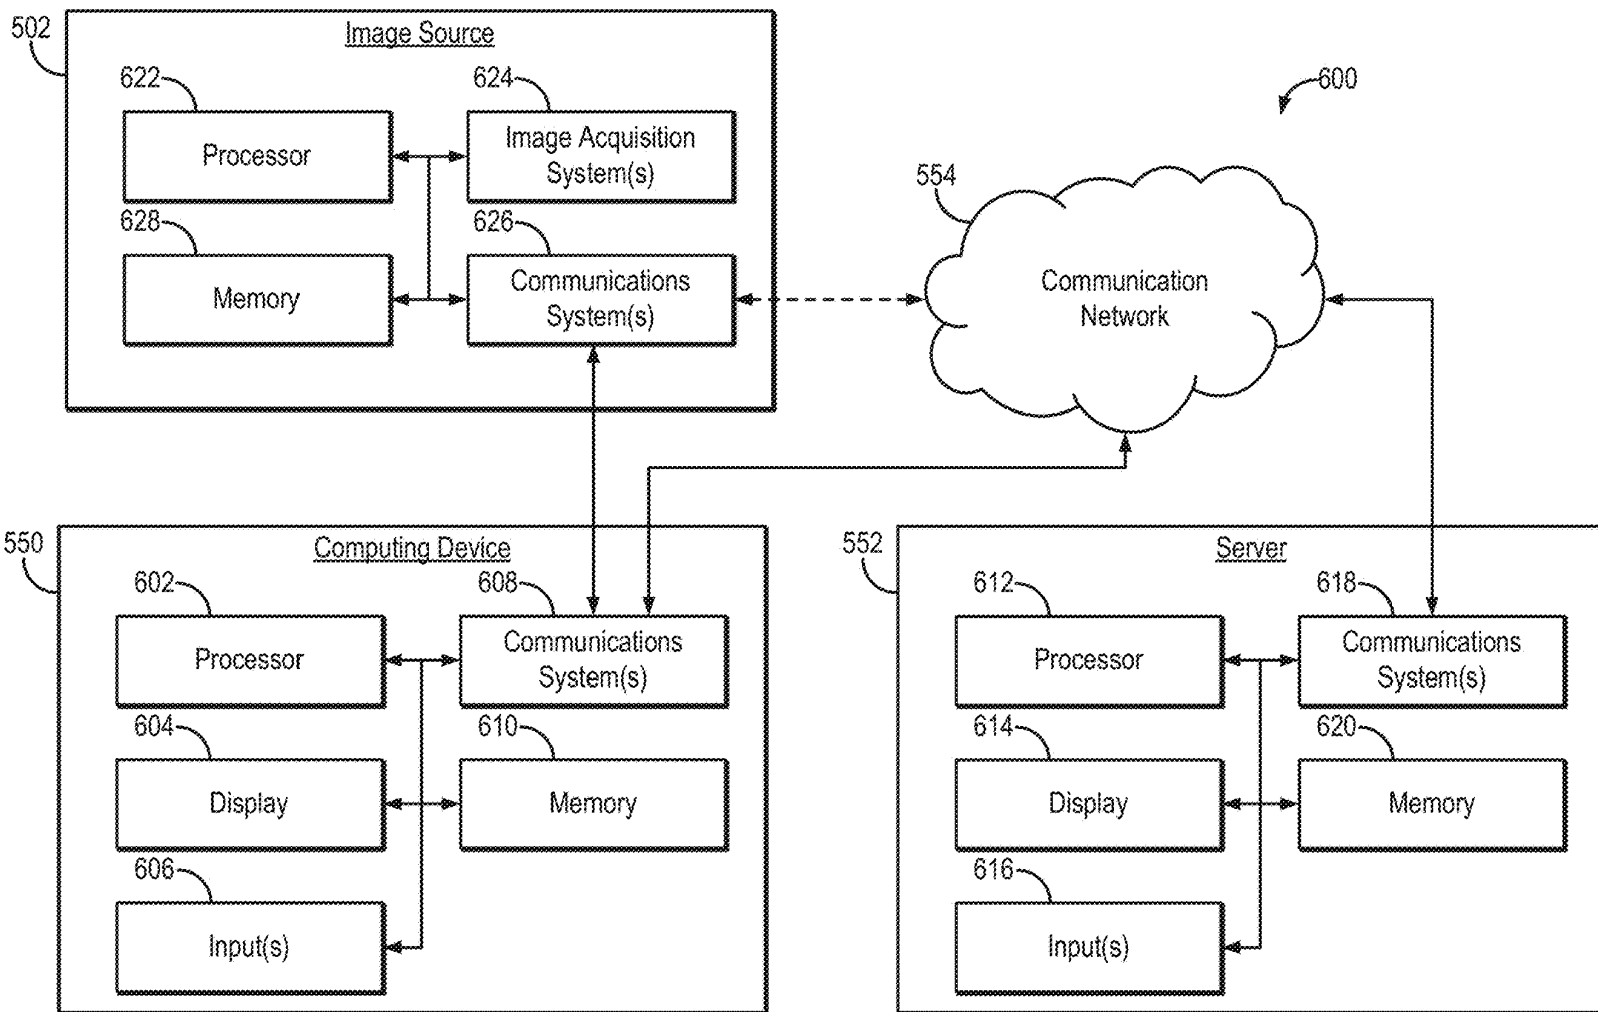 502
Image Source
622
Processor
624
Image Acquisition
System(s)
628
Memory
626
Communications
System(s)
600
554
Communication
Network
550
Computing Device
602
Processor
608
Communications
System(s)
604
Display
610
Memory
606
Input(s)
552
Server
612
Processor
618
Communications
System(s)
614
Display
620
Memory
616
Input(s)